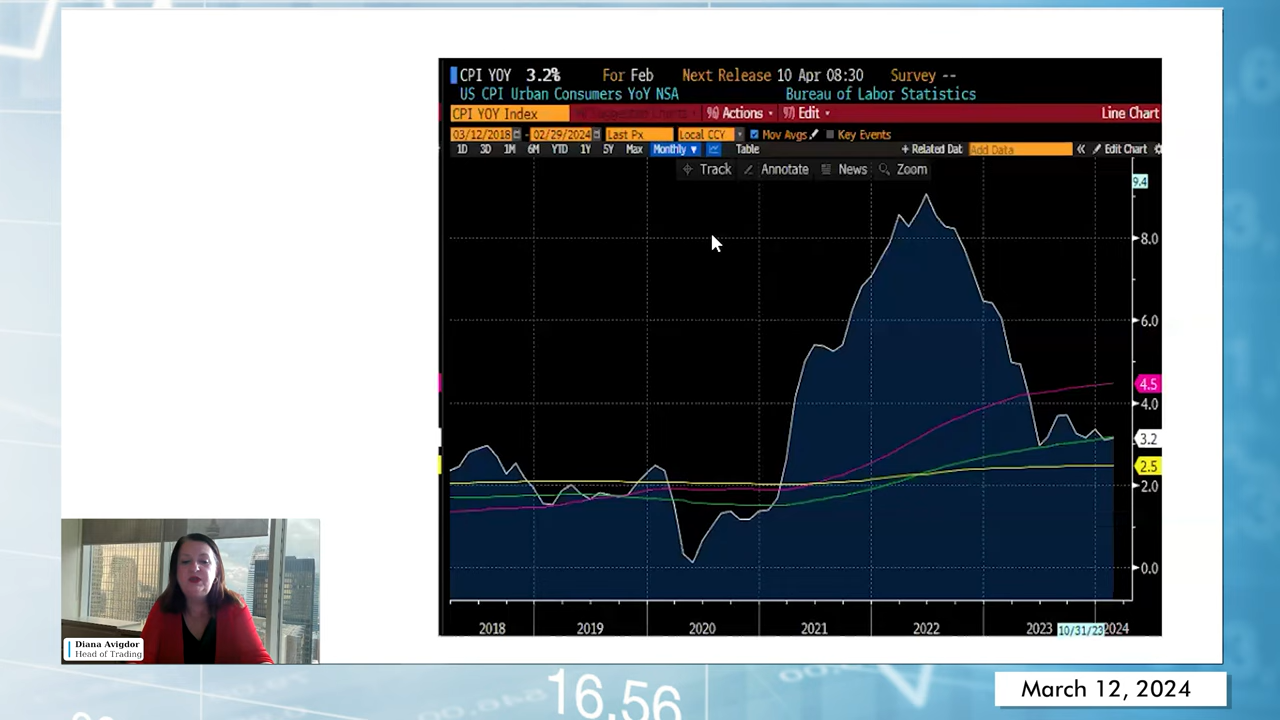 CPI YOY 3.2% For Feb Next Release 10 Apr 08:30 Survey --
US CPI Urban Consumers YoY NSA Bureau of Labor Statistics
CPI YOY Index 96) Actions 97) Edit Line Chart
03/12/2018 - 02/29/2024 Last Px Local CCY Mov Avgs Key Events
1D 3D 1M 6M YTD 1Y 5Y Max Monthly ▼ Table + Related Dat Add Data « Edit Chart
Track Annotate News Zoom
9.4
8.0
6.0
4.5
4.0
3.2
2.5
2.0
0.0
2018 2019 2020 2021 2022 2023 10/31/23 2024
Diana Avigdor
Head of Trading
16.56
March 12, 2024